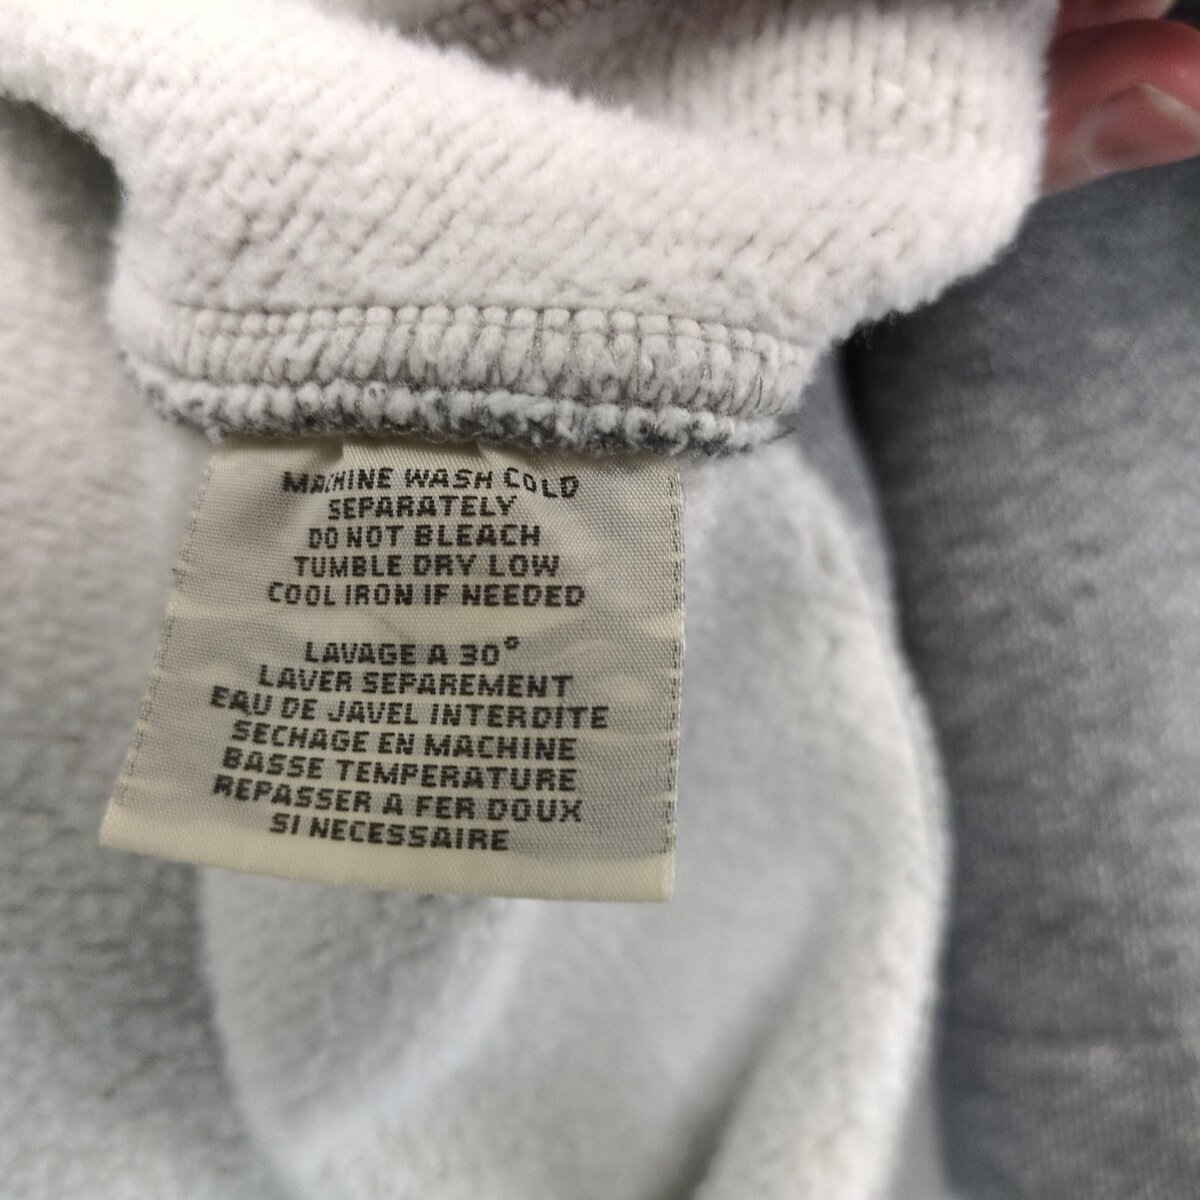 MACHINE WASH COLD
SEPARATELY
DO NOT BLEACH
TUMBLE DRY LOW
COOL IRON IF NEEDED
LAVAGE A 30°
LAVER SEPAREMENT
EAU DE JAVEL INTERDITE
SECHAGE EN MACHINE
BASSE TEMPERATURE
REPASSER A FER DOUX
SI NECESSAIRE